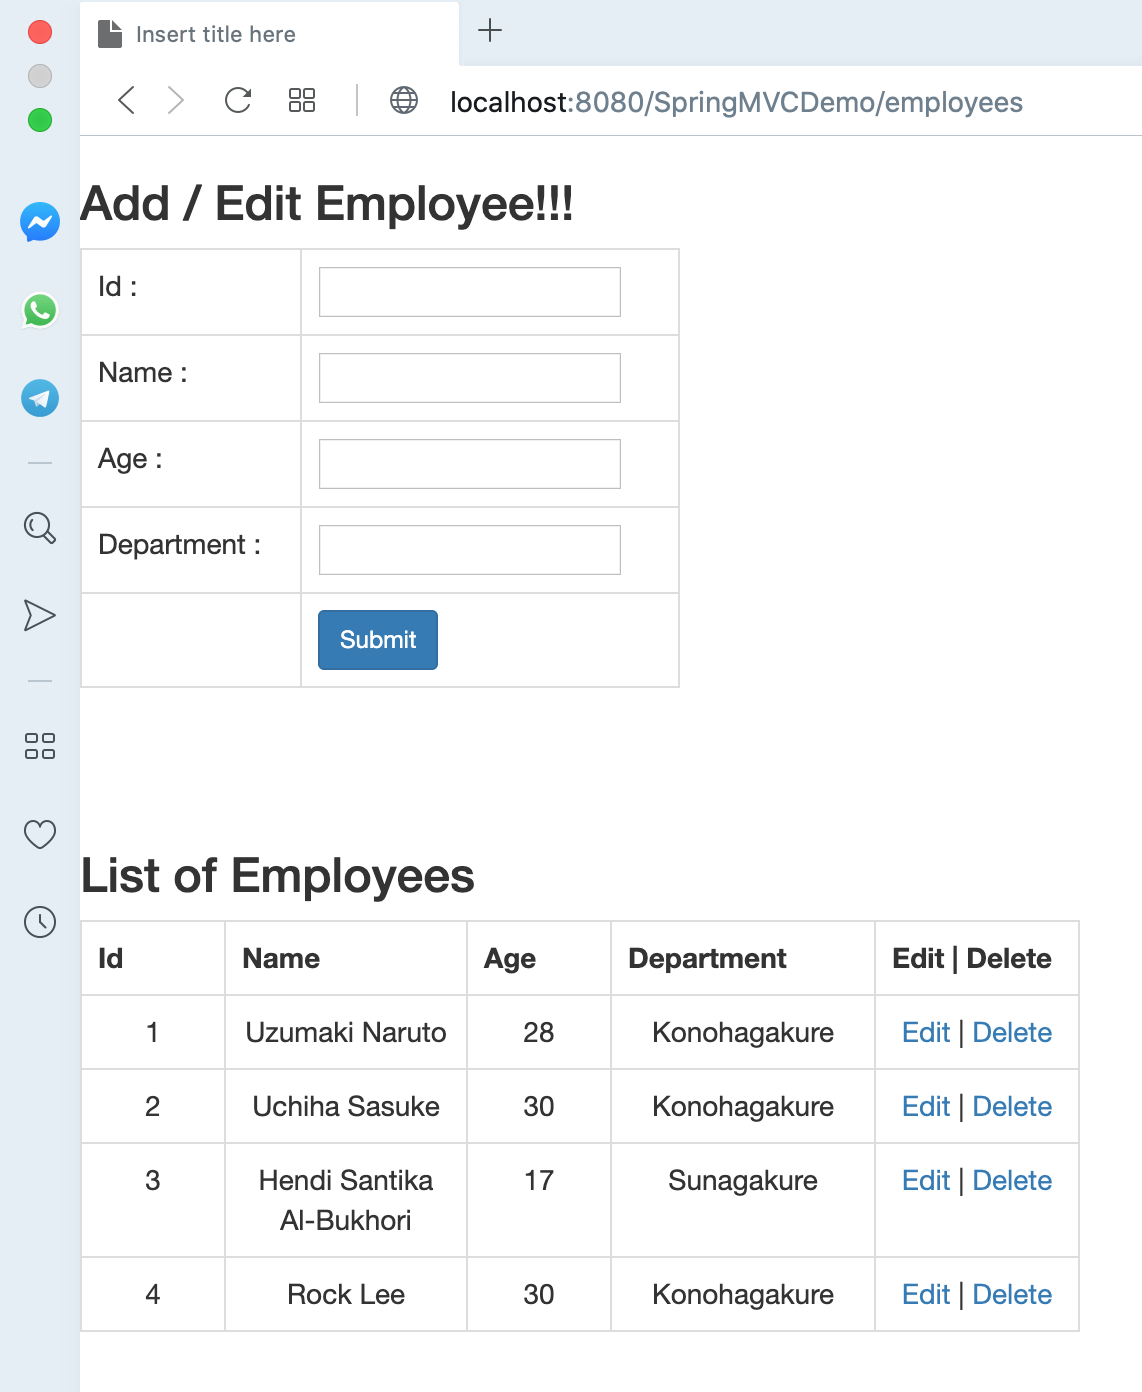 Insert title here
localhost:8080/SpringMVCDemo/employees
Add / Edit Employee!!!
Id :
Name :
Age :
Department :
Submit
List of Employees
Id Name Age Department Edit | Delete
1 Uzumaki Naruto 28 Konohagakure Edit | Delete
2 Uchiha Sasuke 30 Konohagakure Edit | Delete
3 Hendi Santika 17 Sunagakure Edit | Delete
Al-Bukhori
4 Rock Lee 30 Konohagakure Edit | Delete